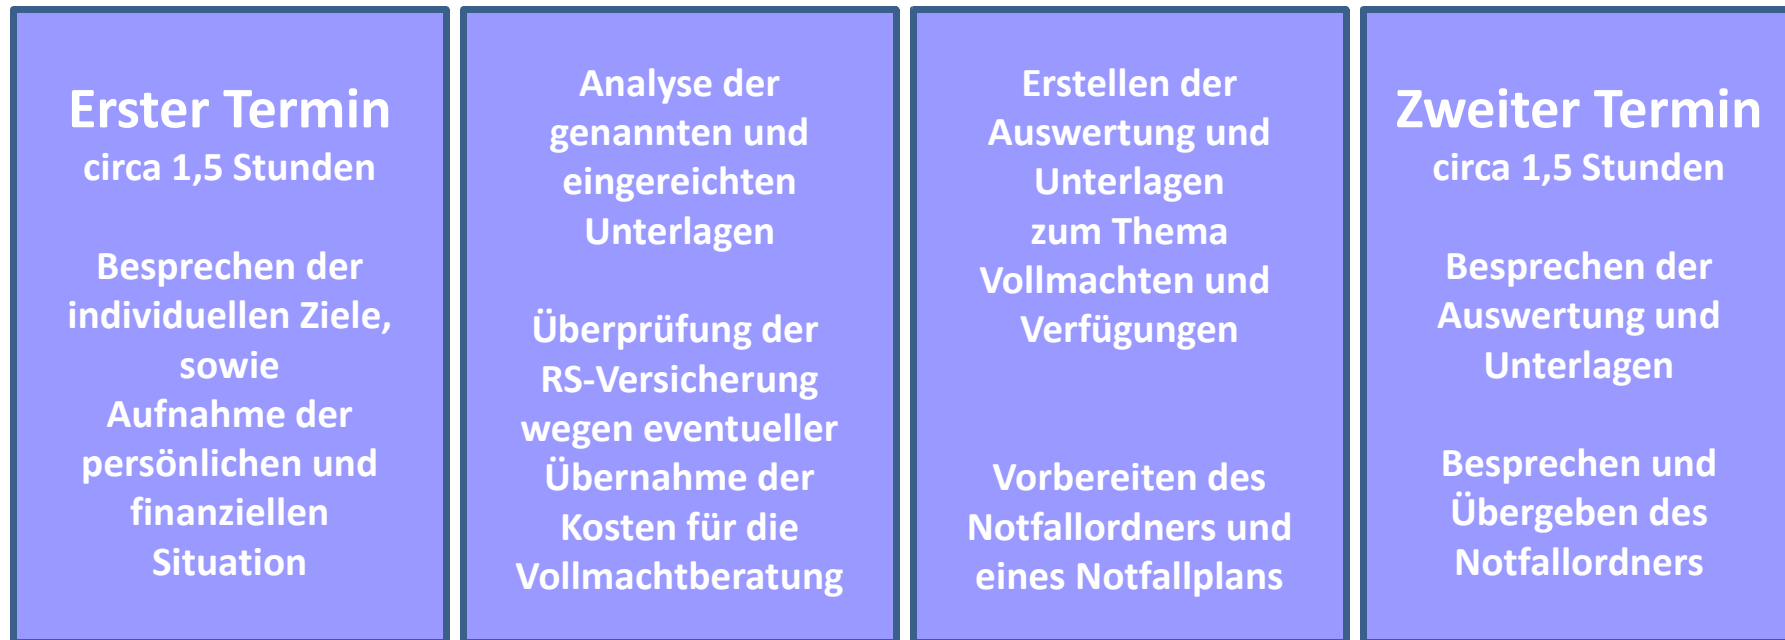 Erster Termin
circa 1,5 Stunden
Besprechen der
individuellen Ziele,
sowie
Aufnahme der
persönlichen und
finanziellen
Situation
Analyse der
genannten und
eingereichten
Unterlagen
Überprüfung der
RS-Versicherung
wegen eventueller
Übernahme der
Kosten für die
Vollmachtberatung
Erstellen der
Auswertung und
Unterlagen
zum Thema
Vollmachten und
Verfügungen
Vorbereiten des
Notfallordners und
eines Notfallplans
Zweiter Termin
circa 1,5 Stunden
Besprechen der
Auswertung und
Unterlagen
Besprechen und
Übergeben des
Notfallordners